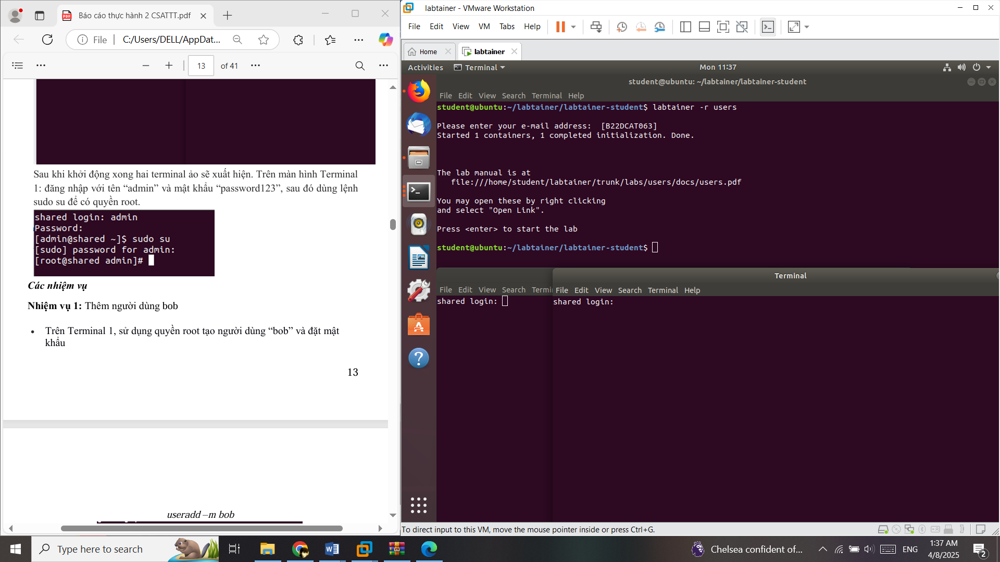 Báo cáo thực hành 2 CSATTT.pdf
File
C:/Users/DELL/AppDat...
13
of 41
Sau khi khởi động xong hai terminal ảo sẽ xuất hiện. Trên màn hình Terminal
1: đăng nhập với tên “admin” và mật khẩu “password123”, sau đó dùng lệnh
sudo su để có quyền root.
shared login: admin
Password:
[admin@shared ~]$ sudo su
[sudo] password for admin:
[root@shared admin]#
Các nhiệm vụ
Nhiệm vụ 1: Thêm người dùng bob
• Trên Terminal 1, sử dụng quyền root tạo người dùng “bob” và đặt mật
khẩu
13
useradd –m bob
labtainer - VMware Workstation
File Edit View VM Tabs Help
Home
labtainer
Activities
Terminal
Mon 11:37
student@ubuntu: ~/labtainer/labtainer-student
File Edit View Search Terminal Help
student@ubuntu:~/labtainer/labtainer-student$ labtainer -r users
Please enter your e-mail address:  [B22DCAT063]
Started 1 containers, 1 completed initialization. Done.
The lab manual is at
file:///home/student/labtainer/trunk/labs/users/docs/users.pdf
You may open these by right clicking
and select "Open Link".
Press <enter> to start the lab
student@ubuntu:~/labtainer/labtainer-student$
File Edit View Search Termi
shared login:
Terminal
File Edit View Search Terminal Help
shared login:
To direct input to this VM, move the mouse pointer inside or press Ctrl+G.
Type here to search
Chelsea confident of...
ENG
1:37 AM
4/8/2025
2